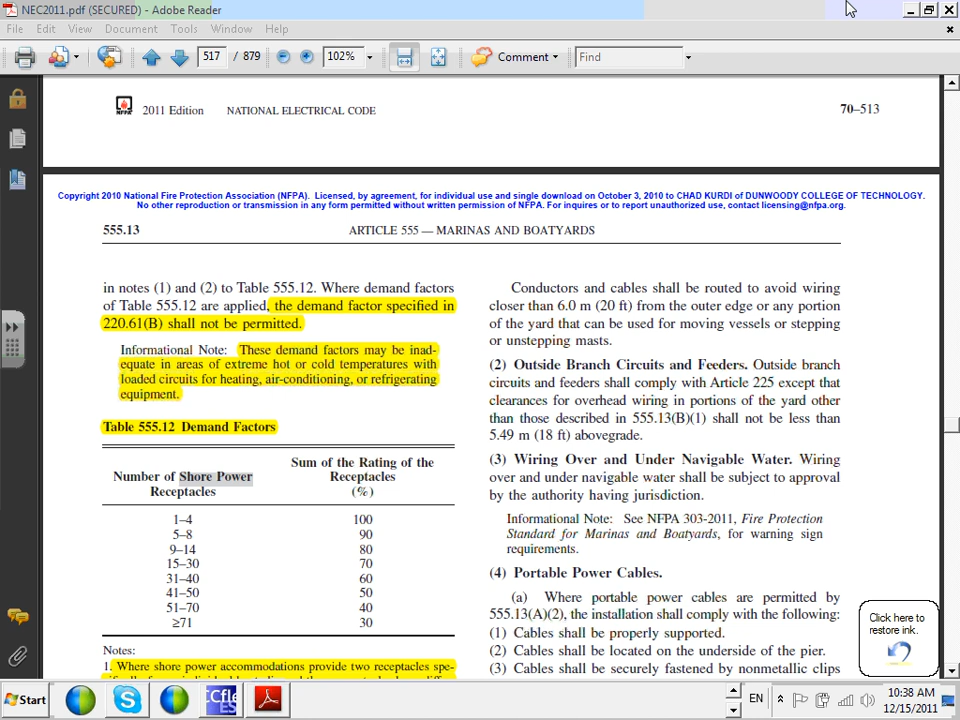 NEC2011.pdf (SECURED) - Adobe Reader
File Edit View Document Tools Window Help
517 / 879 102% Comment Find
NFPA 2011 Edition NATIONAL ELECTRICAL CODE 70–513
Copyright 2010 National Fire Protection Association (NFPA). Licensed, by agreement, for individual use and single download on October 3, 2010 to CHAD KURDI of DUNWOODY COLLEGE OF TECHNOLOGY.
No other reproduction or transmission in any form permitted without written permission of NFPA. For inquires or to report unauthorized use, contact licensing@nfpa.org.
555.13 ARTICLE 555 — MARINAS AND BOATYARDS
in notes (1) and (2) to Table 555.12. Where demand factors
of Table 555.12 are applied, the demand factor specified in
220.61(B) shall not be permitted.
Informational Note: These demand factors may be inad-
equate in areas of extreme hot or cold temperatures with
loaded circuits for heating, air-conditioning, or refrigerating
equipment.
Table 555.12 Demand Factors
Number of Shore Power
Receptacles
Sum of the Rating of the
Receptacles
(%)
1–4 100
5–8 90
9–14 80
15–30 70
31–40 60
41–50 50
51–70 40
≥71 30
Notes:
1. Where shore power accommodations provide two receptacles spe-
Conductors and cables shall be routed to avoid wiring
closer than 6.0 m (20 ft) from the outer edge or any portion
of the yard that can be used for moving vessels or stepping
or unstepping masts.
(2) Outside Branch Circuits and Feeders. Outside branch
circuits and feeders shall comply with Article 225 except that
clearances for overhead wiring in portions of the yard other
than those described in 555.13(B)(1) shall not be less than
5.49 m (18 ft) abovegrade.
(3) Wiring Over and Under Navigable Water. Wiring
over and under navigable water shall be subject to approval
by the authority having jurisdiction.
Informational Note: See NFPA 303-2011, Fire Protection
Standard for Marinas and Boatyards, for warning sign
requirements.
(4) Portable Power Cables.
(a) Where portable power cables are permitted by
555.13(A)(2), the installation shall comply with the following:
(1) Cables shall be properly supported.
(2) Cables shall be located on the underside of the pier.
(3) Cables shall be securely fastened by nonmetallic clips
Click here to
restore ink.
Start
EN
10:38 AM
12/15/2011